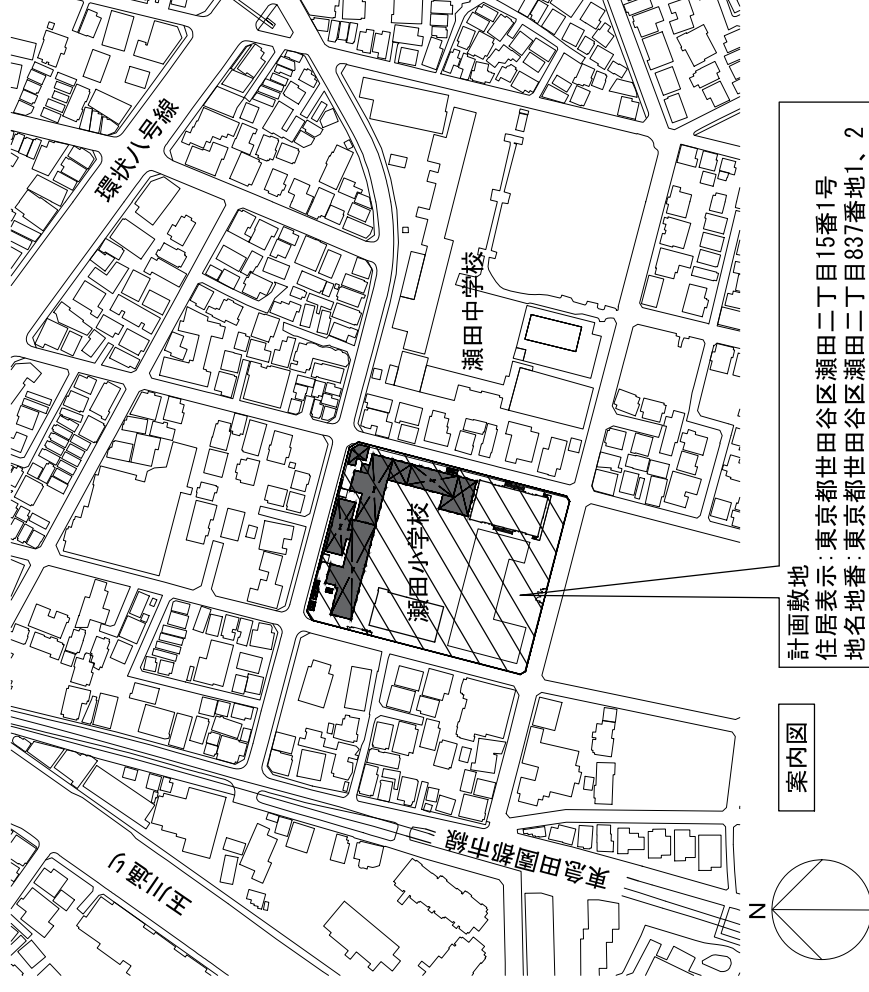 環状八号線
瀬田中学校
瀬田小学校
玉川通り
東急田園都市線
計画敷地
住居表示：東京都世田谷区瀬田二丁目15番1号
地名地番：東京都世田谷区瀬田二丁目837番地1、2
案内図
N